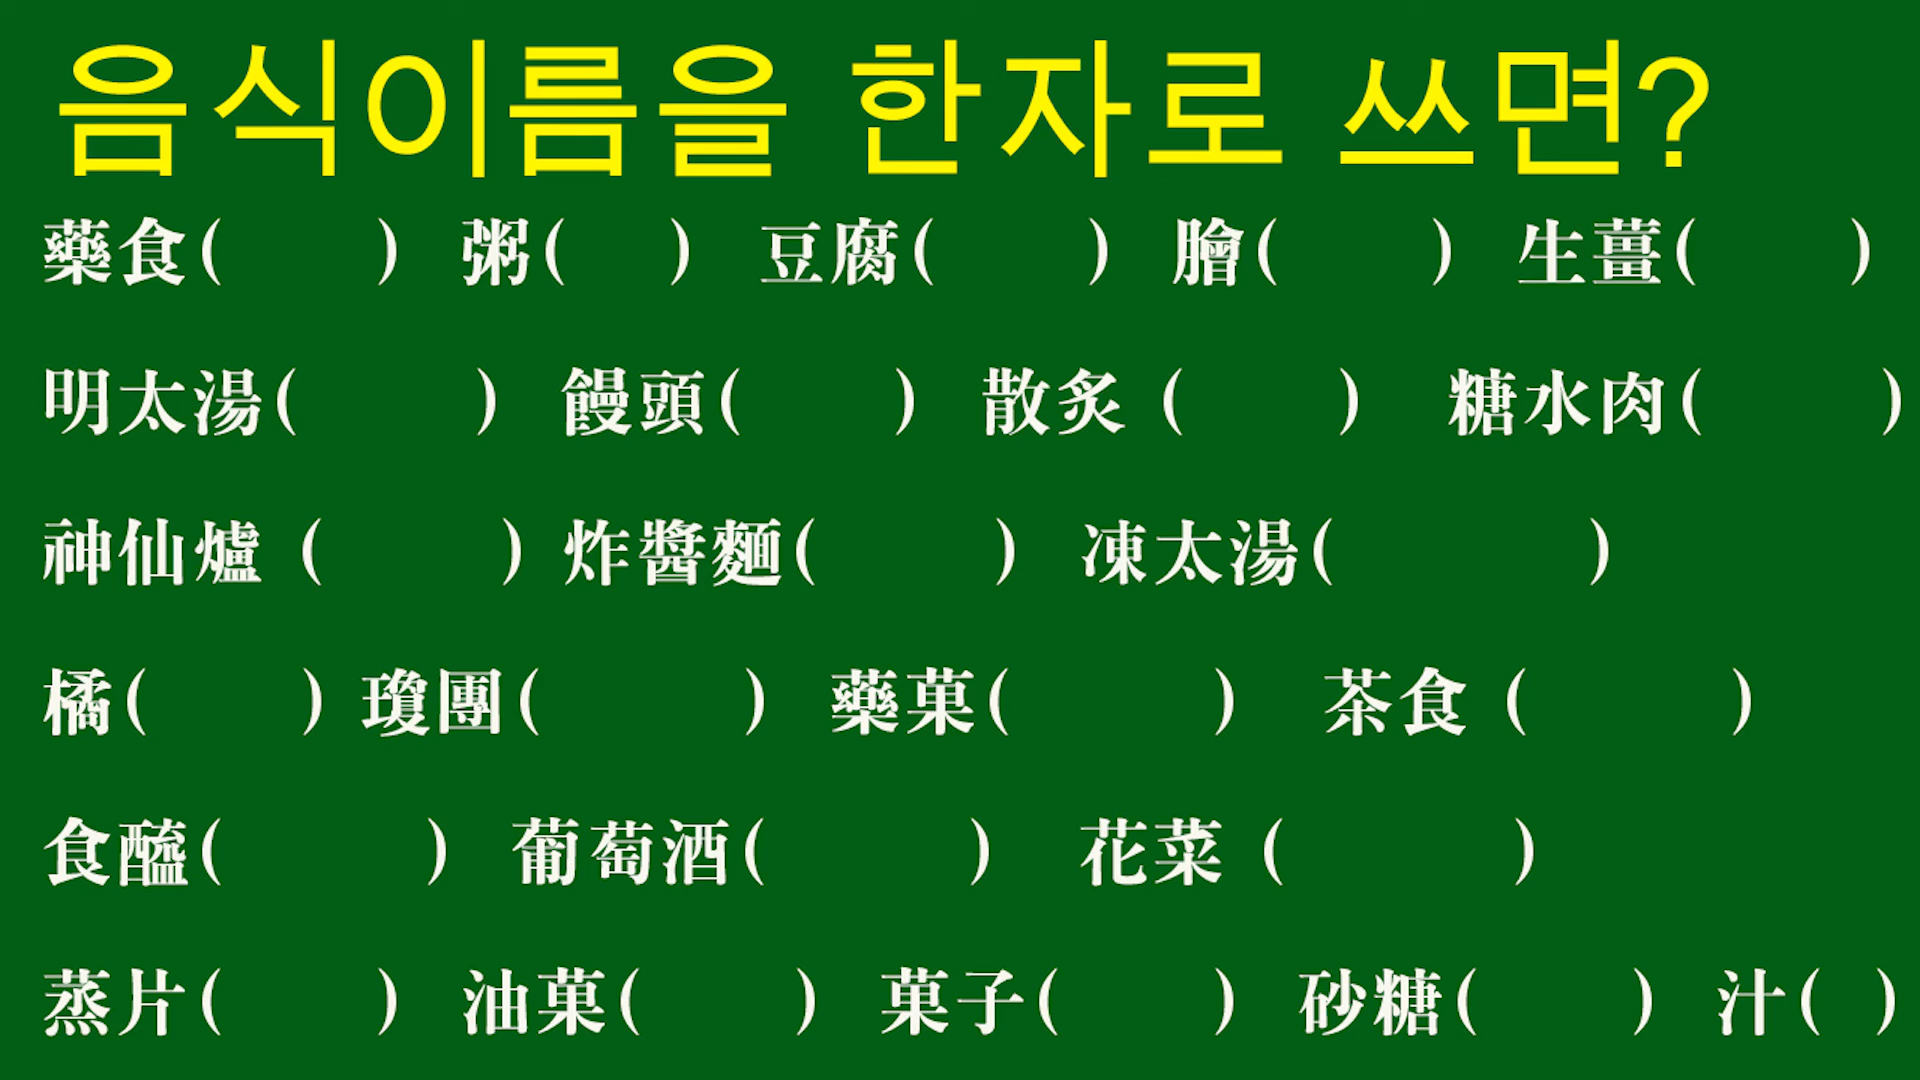 음식이름을 한자로 쓰면?
藥食(     ) 粥(     ) 豆腐(     ) 膾(     ) 生薑(     )
明太湯(     ) 饅頭(     ) 散炙 (     ) 糖水肉(     )
神仙爐 (     ) 炸醬麵(     ) 凍太湯(     )
橘(     ) 瓊團(     ) 藥菓(     ) 茶食 (     )
食醯(     ) 葡萄酒(     ) 花菜 (     )
蒸片(     ) 油菓(     ) 菓子(     ) 砂糖(     ) 汁( )